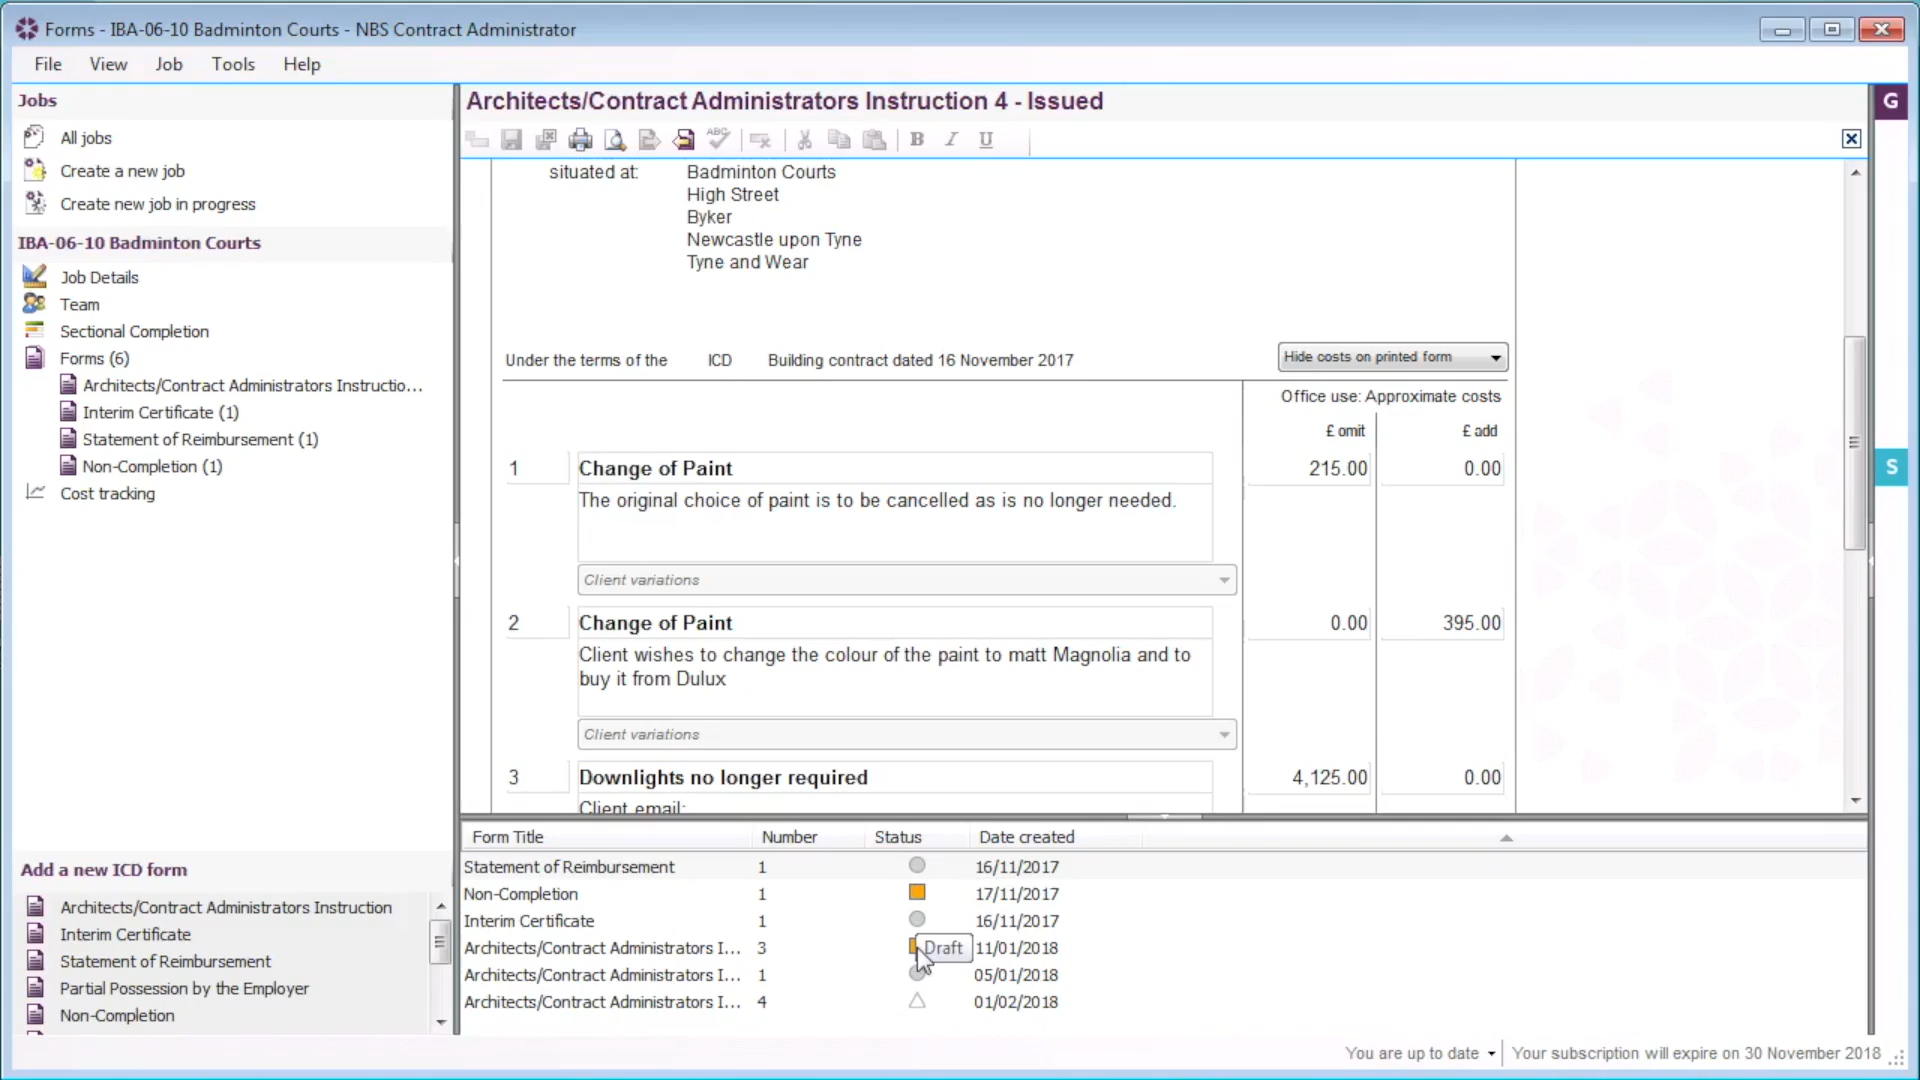 Forms - IBA-06-10 Badminton Courts - NBS Contract Administrator
File View Job Tools Help
Jobs
All jobs
Create a new job
Create new job in progress
IBA-06-10 Badminton Courts
Job Details
Team
Sectional Completion
Forms (6)
Architects/Contract Administrators Instructio...
Interim Certificate (1)
Statement of Reimbursement (1)
Non-Completion (1)
Cost tracking
Add a new ICD form
Architects/Contract Administrators Instruction
Interim Certificate
Statement of Reimbursement
Partial Possession by the Employer
Non-Completion
Architects/Contract Administrators Instruction 4 - Issued
ABC B I U
situated at: Badminton Courts
High Street
Byker
Newcastle upon Tyne
Tyne and Wear
Under the terms of the ICD Building contract dated 16 November 2017 Hide costs on printed form
Office use: Approximate costs
£ omit £ add
1 Change of Paint 215.00 0.00
The original choice of paint is to be cancelled as is no longer needed.
Client variations
2 Change of Paint 0.00 395.00
Client wishes to change the colour of the paint to matt Magnolia and to
buy it from Dulux
Client variations
3 Downlights no longer required 4,125.00 0.00
Client email:
Form Title Number Status Date created
Statement of Reimbursement 1 16/11/2017
Non-Completion 1 17/11/2017
Interim Certificate 1 16/11/2017
Architects/Contract Administrators I... 3 Draft 11/01/2018
Architects/Contract Administrators I... 1 05/01/2018
Architects/Contract Administrators I... 4 01/02/2018
G
S
You are up to date Your subscription will expire on 30 November 2018